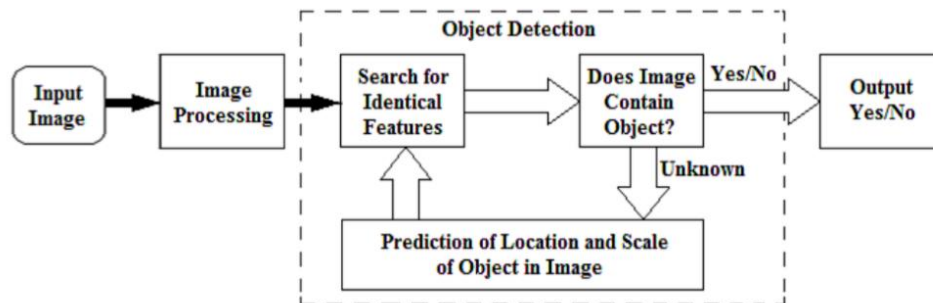 Object Detection
Input
Image
Image
Processing
Search for
Identical
Features
Does Image
Contain
Object?
Yes/No
Output
Yes/No
Unknown
Prediction of Location and Scale
of Object in Image